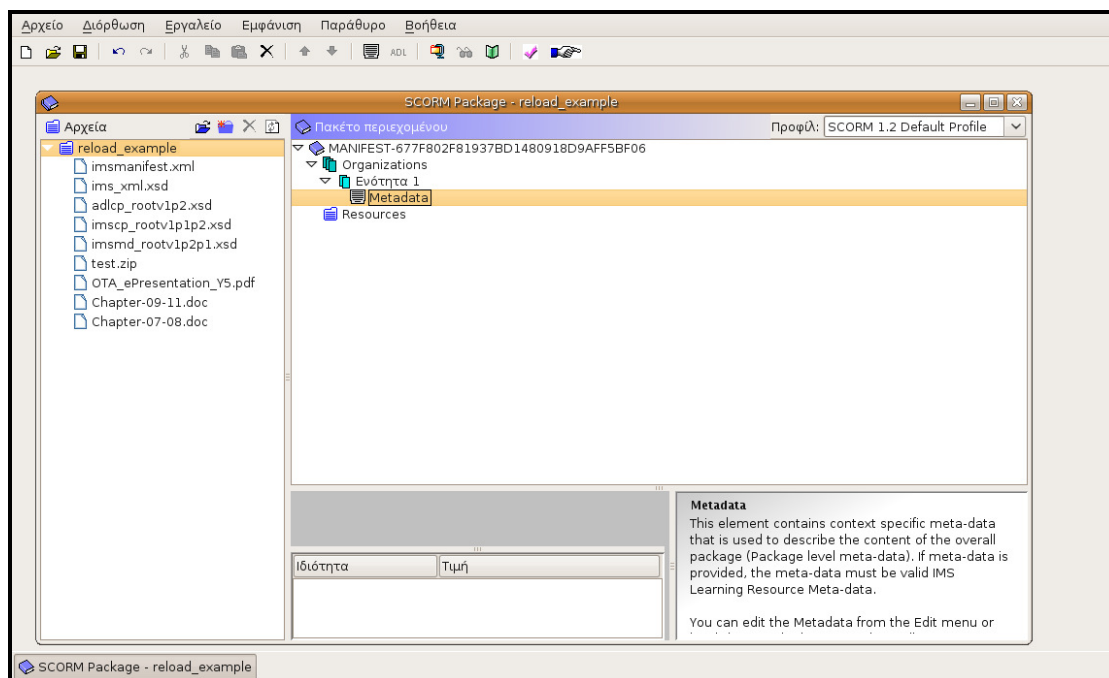 Αρχείο Διόρθωση Εργαλείο Εμφάνιση Παράθυρο Βοήθεια
ADL
SCORM Package - reload_example
Αρχεία
Πακέτο περιεχομένου
Προφίλ: SCORM 1.2 Default Profile
reload_example
imsmanifest.xml
ims_xml.xsd
adlcp_rootv1p2.xsd
imscp_rootv1p1p2.xsd
imsmd_rootv1p2p1.xsd
test.zip
OTA_ePresentation_Y5.pdf
Chapter-09-11.doc
Chapter-07-08.doc
MANIFEST-677F802F81937BD1480918D9AFF5BF06
Organizations
Ενότητα 1
Metadata
Resources
Ιδιότητα Τιμή
Metadata
This element contains context specific meta-data
that is used to describe the content of the overall
package (Package level meta-data). If meta-data is
provided, the meta-data must be valid IMS
Learning Resource Meta-data.
You can edit the Metadata from the Edit menu or
SCORM Package - reload_example